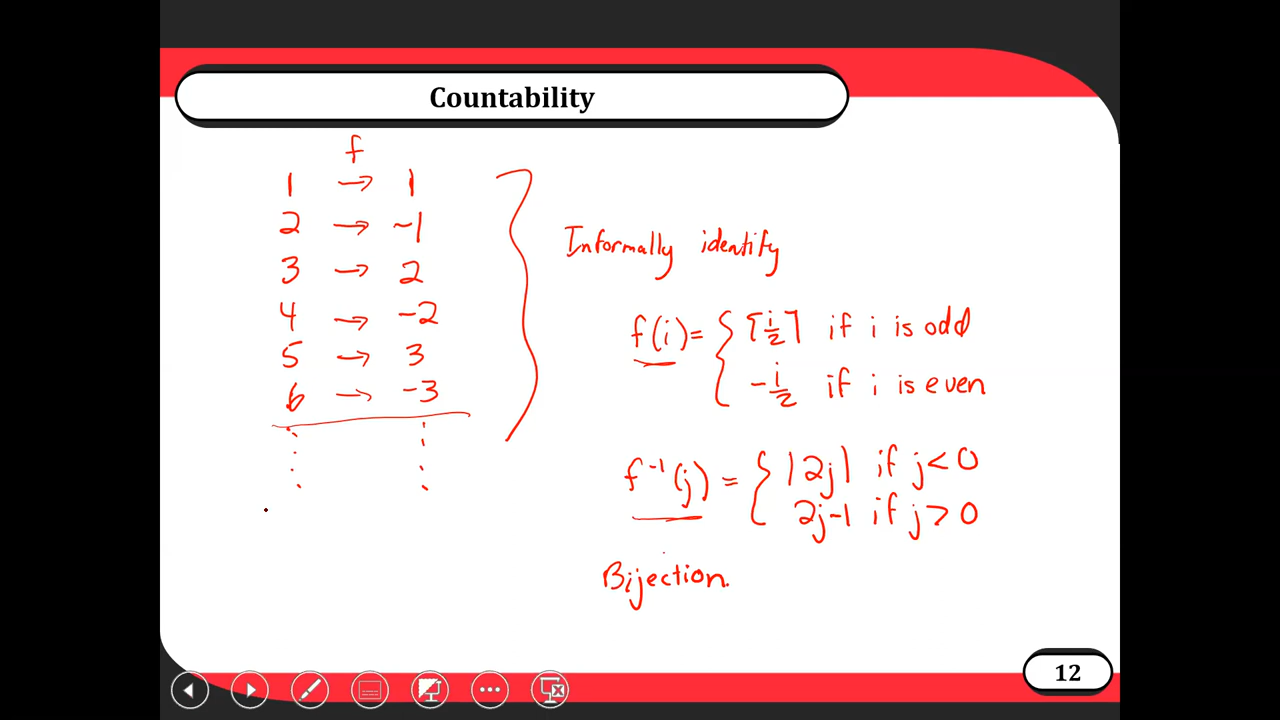 Countability
f
1 → 1
2 → -1
3 → 2
4 → -2
5 → 3
6 → -3
⋮ ⋮
Informally identify
f(i) = { ⌈i/2⌉ if i is odd
-i/2 if i is even
f⁻¹(j) = { |2j| if j < 0
2j-1 if j > 0
Bijection.
12